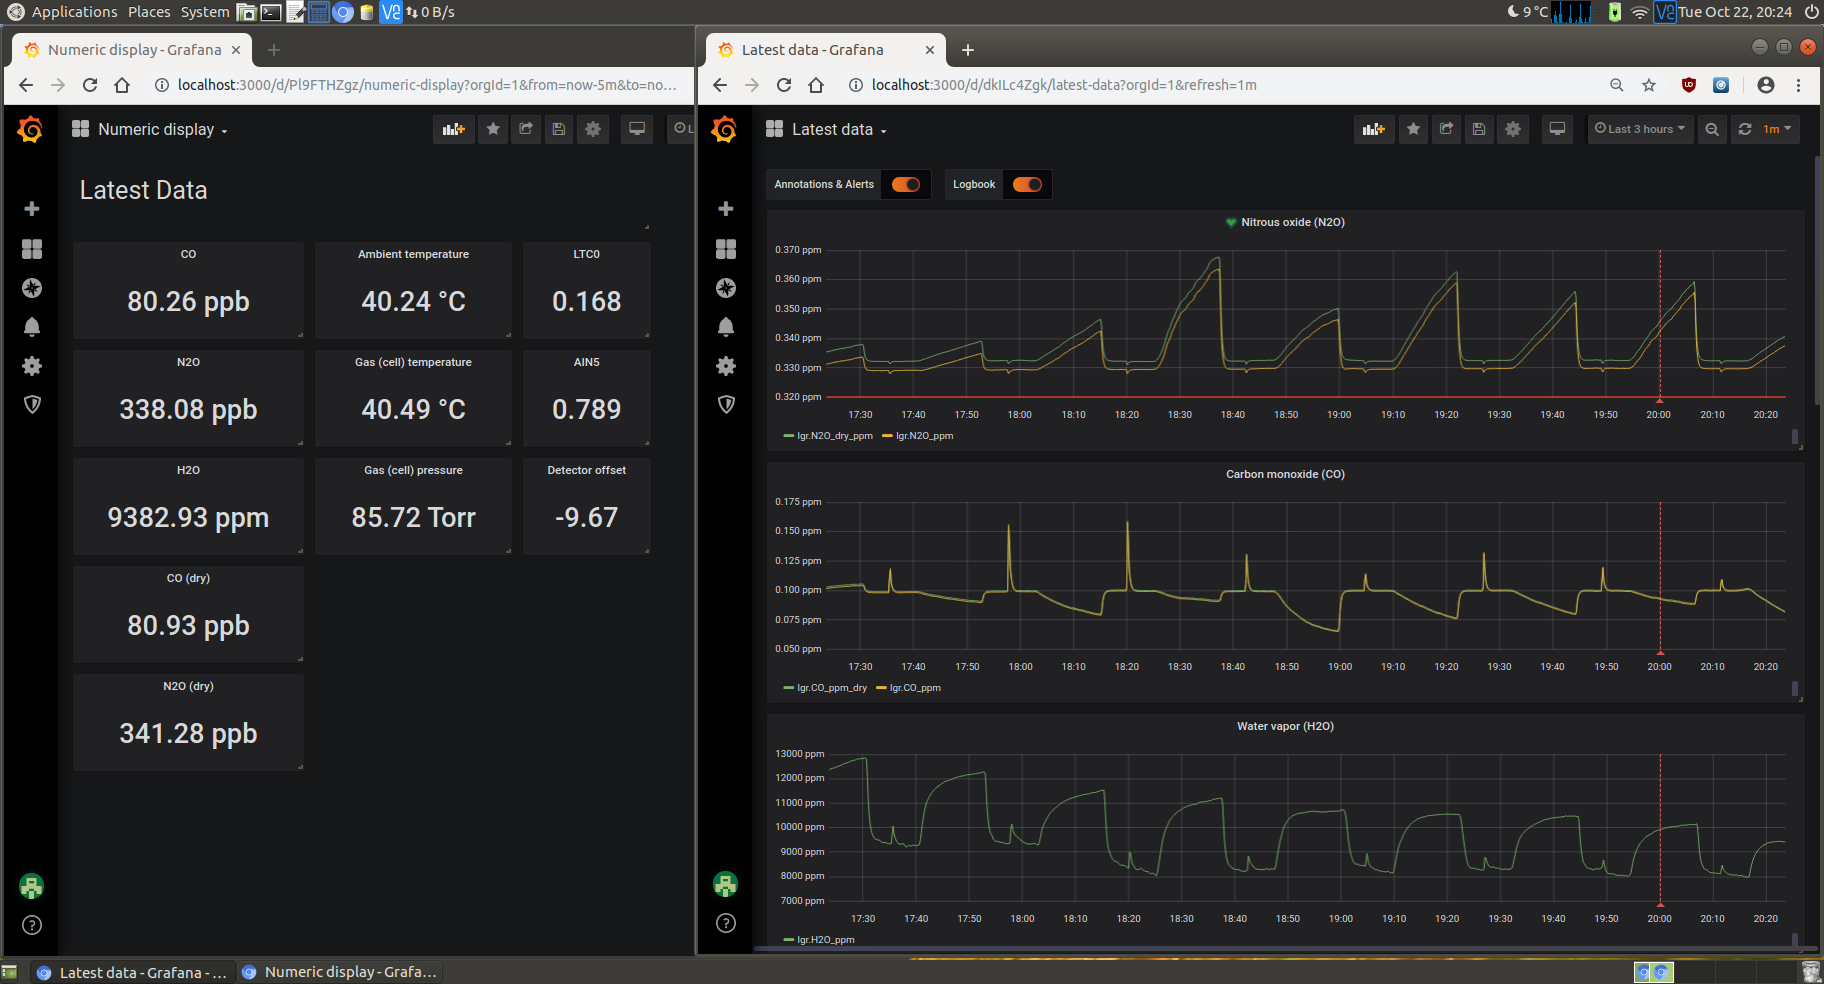 Applications Places System 0 B/s 9 °C Tue Oct 22, 20:24
Numeric display - Grafana
localhost:3000/d/Pl9FTHZgz/numeric-display?orgId=1&from=now-5m&to=no...
Numeric display
Latest Data
CO
80.26 ppb
Ambient temperature
40.24 °C
LTC0
0.168
N2O
338.08 ppb
Gas (cell) temperature
40.49 °C
AIN5
0.789
H2O
9382.93 ppm
Gas (cell) pressure
85.72 Torr
Detector offset
-9.67
CO (dry)
80.93 ppb
N2O (dry)
341.28 ppb
Latest data - Grafana
localhost:3000/d/dkILc4Zgk/latest-data?orgId=1&refresh=1m
Latest data
Last 3 hours
1m
Annotations & Alerts
Logbook
Nitrous oxide (N2O)
0.370 ppm
0.360 ppm
0.350 ppm
0.340 ppm
0.330 ppm
0.320 ppm
17:30 17:40 17:50 18:00 18:10 18:20 18:30 18:40 18:50 19:00 19:10 19:20 19:30 19:40 19:50 20:00 20:10 20:20
lgr.N2O_dry_ppm lgr.N2O_ppm
Carbon monoxide (CO)
0.175 ppm
0.150 ppm
0.125 ppm
0.100 ppm
0.075 ppm
0.050 ppm
17:30 17:40 17:50 18:00 18:10 18:20 18:30 18:40 18:50 19:00 19:10 19:20 19:30 19:40 19:50 20:00 20:10 20:20
lgr.CO_ppm_dry lgr.CO_ppm
Water vapor (H2O)
13000 ppm
12000 ppm
11000 ppm
10000 ppm
9000 ppm
8000 ppm
7000 ppm
17:30 17:40 17:50 18:00 18:10 18:20 18:30 18:40 18:50 19:00 19:10 19:20 19:30 19:40 19:50 20:00 20:10 20:20
lgr.H2O_ppm
Latest data - Grafana - ...
Numeric display - Grafa...